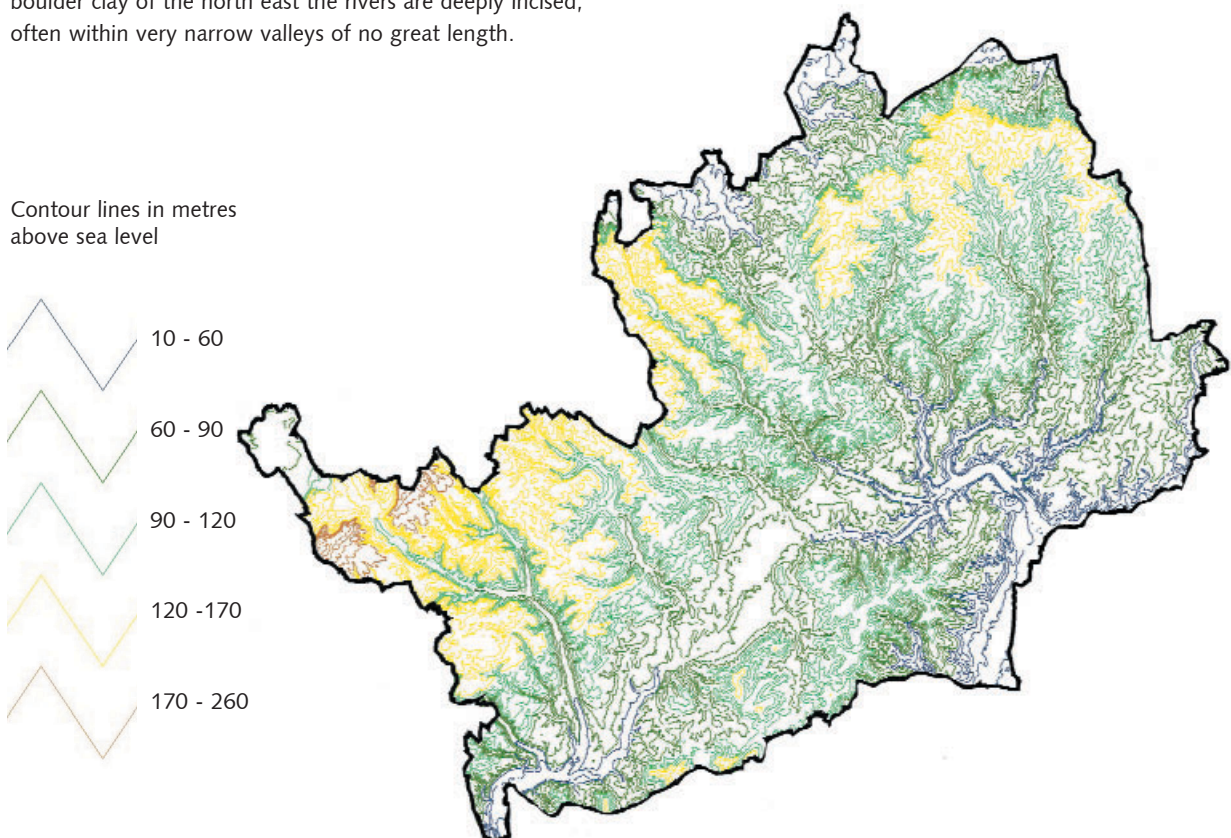 boulder clay of the north east the rivers are deeply incised,
often within very narrow valleys of no great length.
Contour lines in metres
above sea level
10 - 60
60 - 90
90 - 120
120 -170
170 - 260